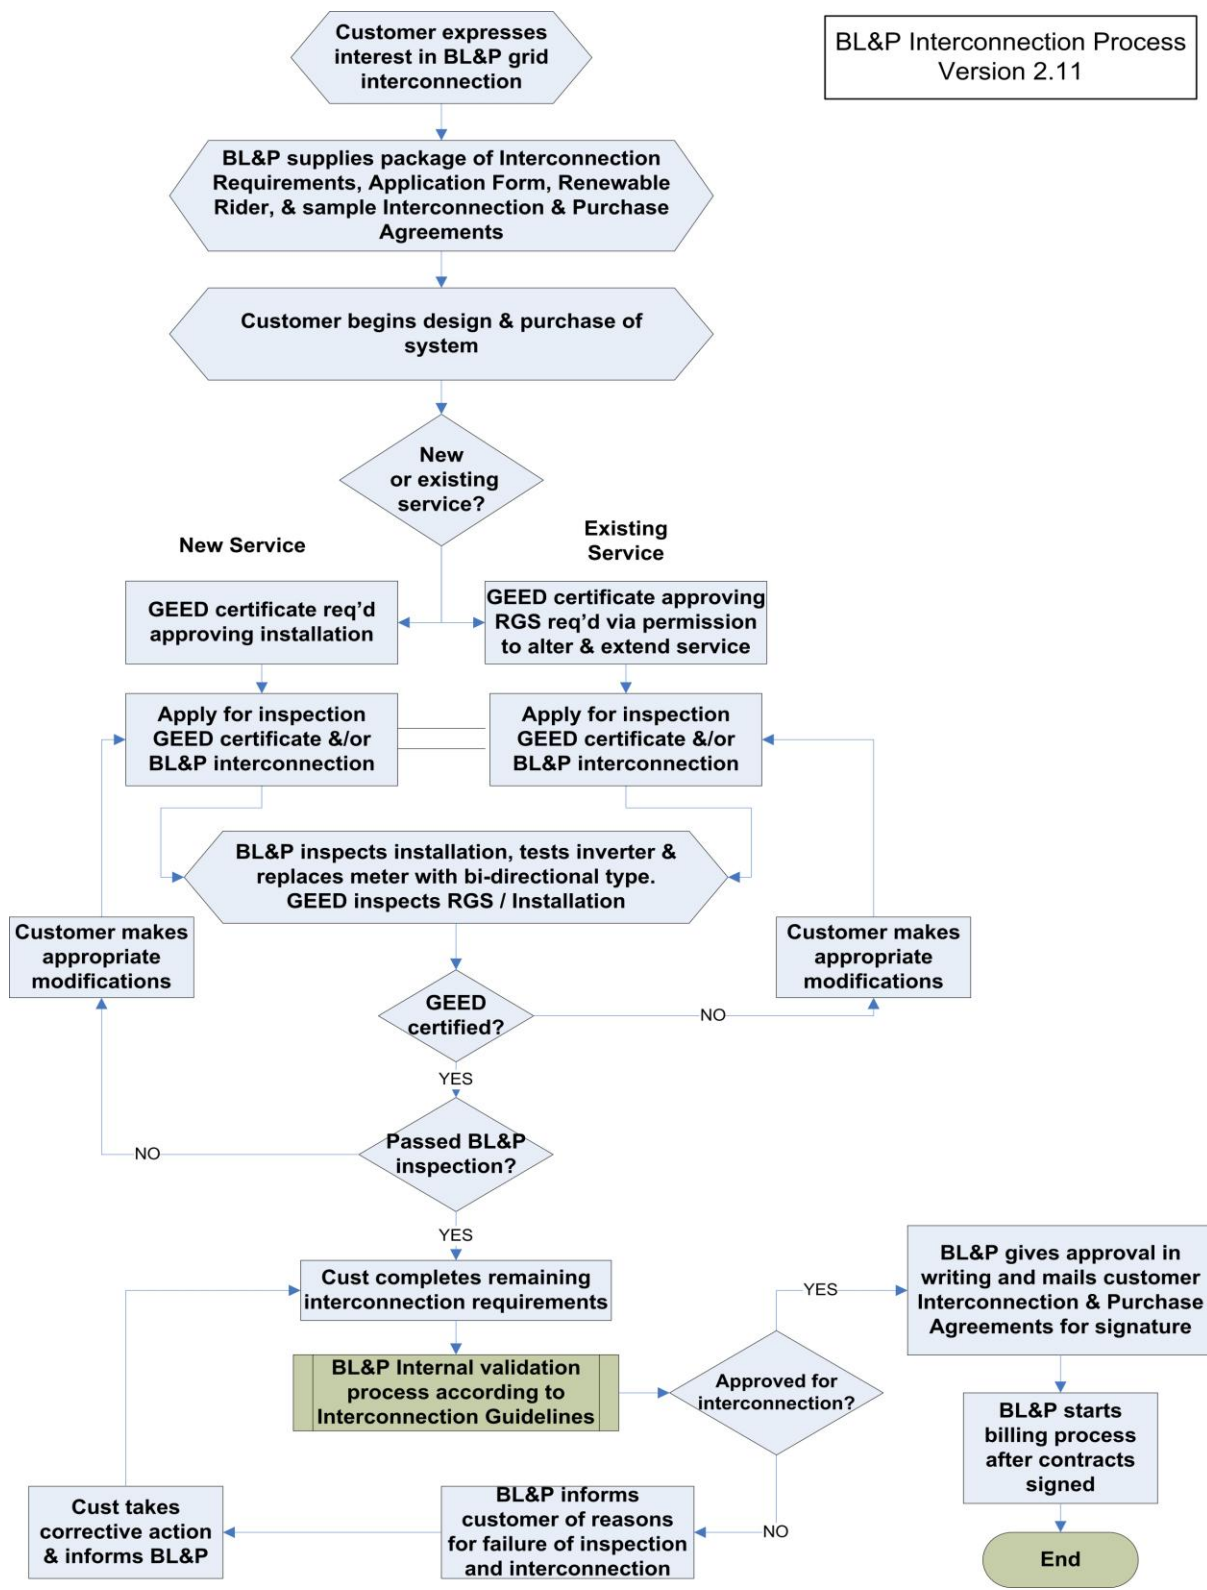 Customer expresses
interest in BL&P grid
interconnection
BL&P Interconnection Process
Version 2.11
BL&P supplies package of Interconnection
Requirements, Application Form, Renewable
Rider, & sample Interconnection & Purchase
Agreements
Customer begins design & purchase of
system
New
or existing
service?
New Service
Existing
Service
GEED certificate req’d
approving installation
GEED certificate approving
RGS req’d via permission
to alter & extend service
Apply for inspection
GEED certificate &/or
BL&P interconnection
Apply for inspection
GEED certificate &/or
BL&P interconnection
BL&P inspects installation, tests inverter &
replaces meter with bi-directional type.
GEED inspects RGS / Installation
Customer makes
appropriate
modifications
Customer makes
appropriate
modifications
GEED
certified?
NO
YES
Passed BL&P
inspection?
NO
YES
Cust completes remaining
interconnection requirements
BL&P Internal validation
process according to
Interconnection Guidelines
Approved for
interconnection?
YES
BL&P gives approval in
writing and mails customer
Interconnection & Purchase
Agreements for signature
BL&P starts
billing process
after contracts
signed
End
NO
BL&P informs
customer of reasons
for failure of inspection
and interconnection
Cust takes
corrective action
& informs BL&P